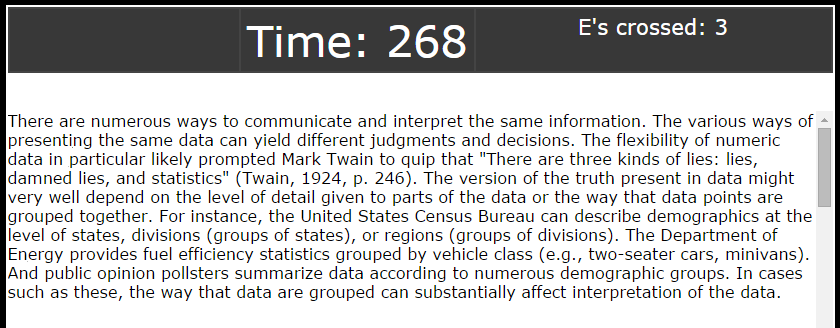 Time: 268
E's crossed: 3
There are numerous ways to communicate and interpret the same information. The various ways of
presenting the same data can yield different judgments and decisions. The flexibility of numeric
data in particular likely prompted Mark Twain to quip that "There are three kinds of lies: lies,
damned lies, and statistics" (Twain, 1924, p. 246). The version of the truth present in data might
very well depend on the level of detail given to parts of the data or the way that data points are
grouped together. For instance, the United States Census Bureau can describe demographics at the
level of states, divisions (groups of states), or regions (groups of divisions). The Department of
Energy provides fuel efficiency statistics grouped by vehicle class (e.g., two-seater cars, minivans).
And public opinion pollsters summarize data according to numerous demographic groups. In cases
such as these, the way that data are grouped can substantially affect interpretation of the data.